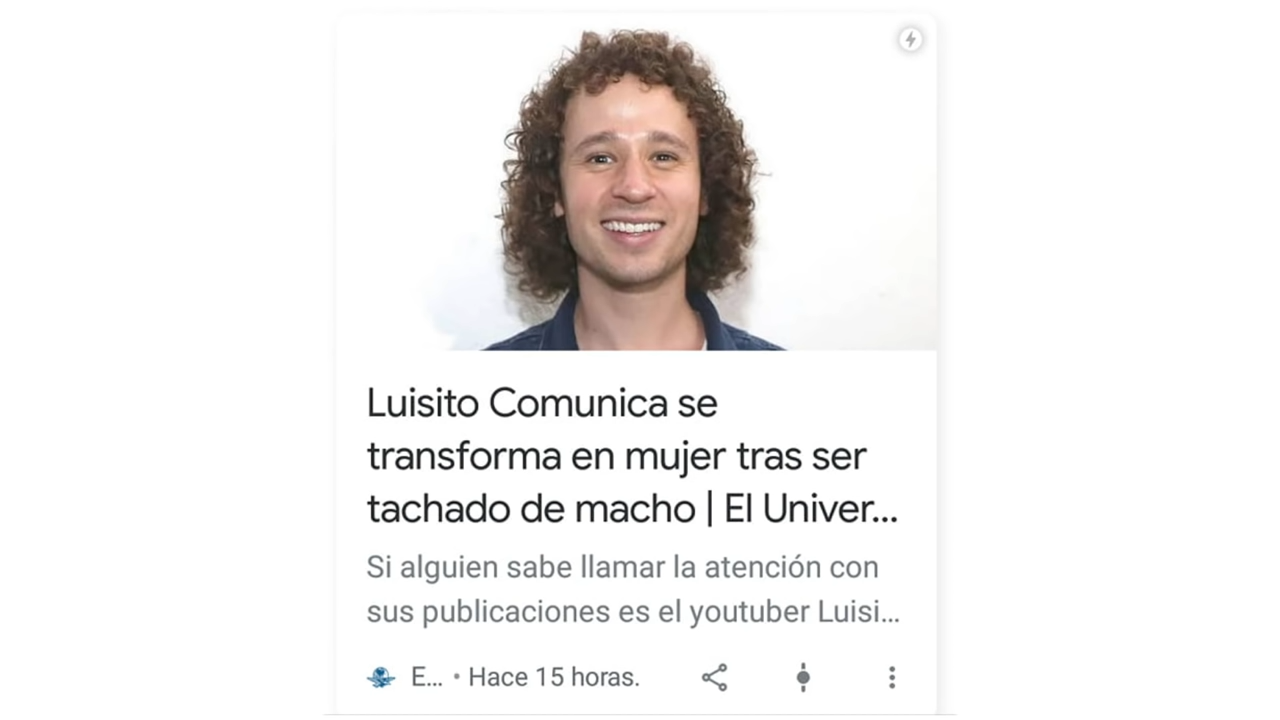 Luisito Comunica se
transforma en mujer tras ser
tachado de macho | El Univer...
Si alguien sabe llamar la atención con
sus publicaciones es el youtuber Luisi...
E... • Hace 15 horas.